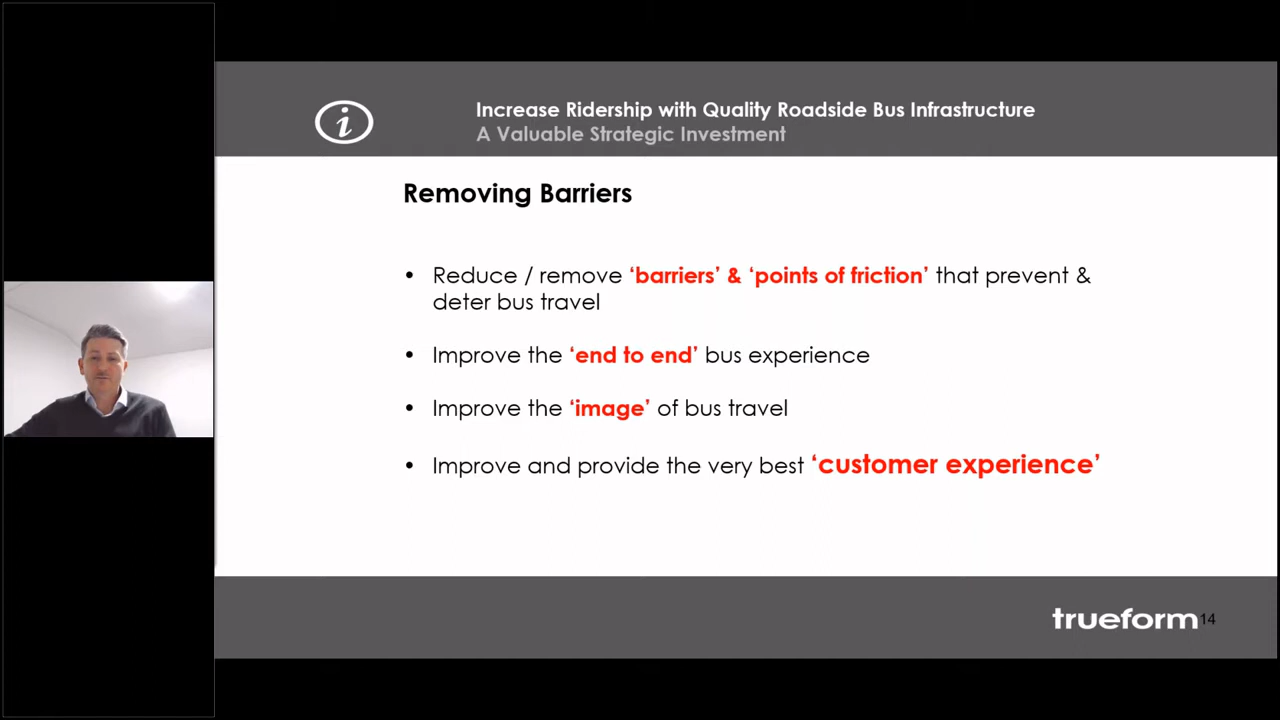 i
Increase Ridership with Quality Roadside Bus Infrastructure
A Valuable Strategic Investment
Removing Barriers
• Reduce / remove ‘barriers’ & ‘points of friction’ that prevent &
deter bus travel
• Improve the ‘end to end’ bus experience
• Improve the ‘image’ of bus travel
• Improve and provide the very best ‘customer experience’
trueform 14